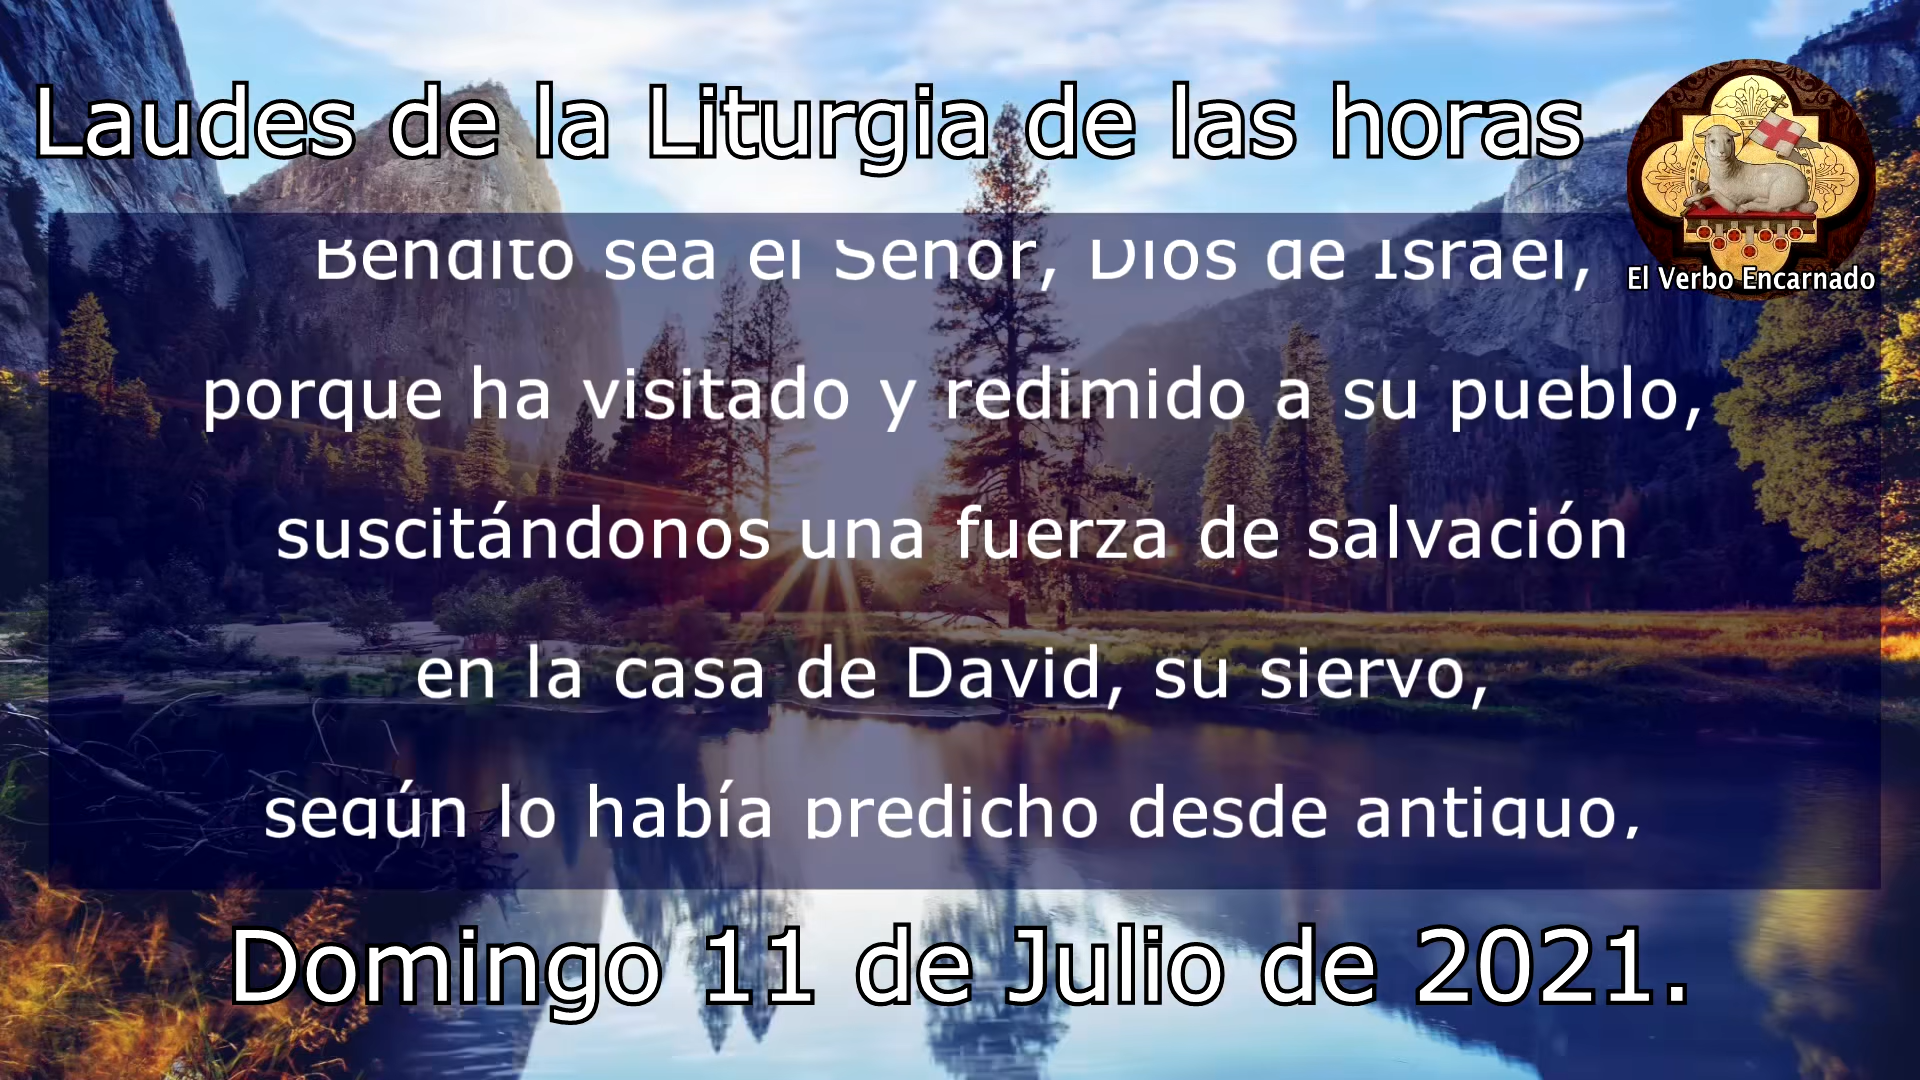 Laudes de la Liturgia de las horas
El Verbo Encarnado
Bendito sea el Señor, Dios de Israel,
porque ha visitado y redimido a su pueblo,
suscitándonos una fuerza de salvación
en la casa de David, su siervo,
según lo había predicho desde antiguo,
Domingo 11 de Julio de 2021.